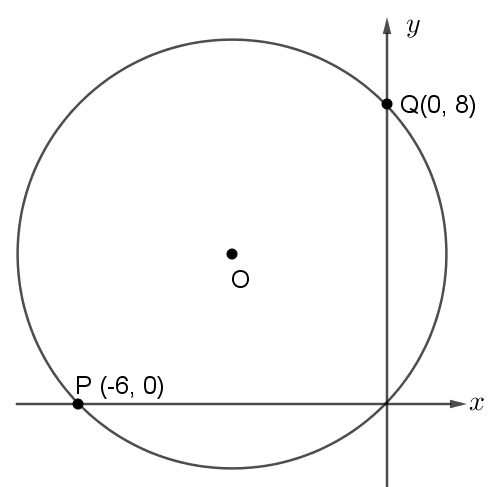 y
Q(0, 8)
O
P (-6, 0)
x